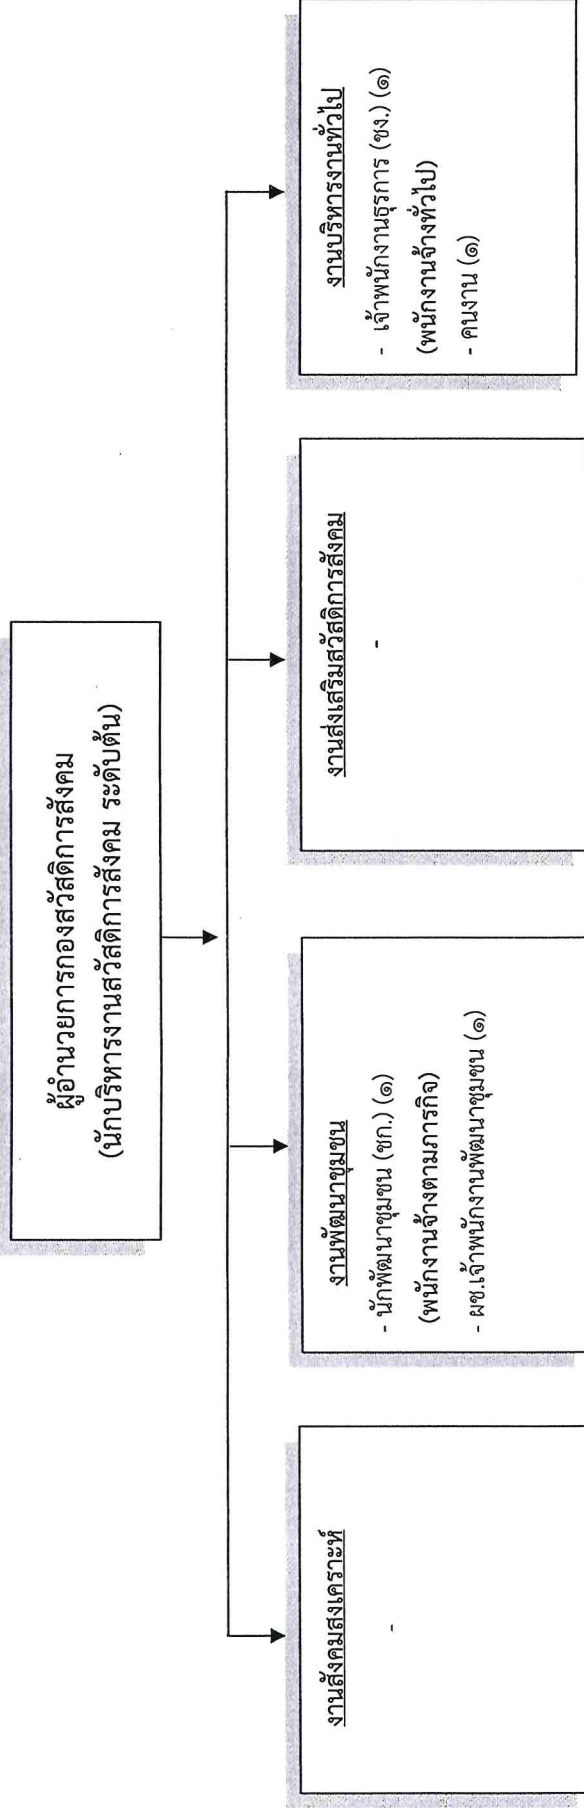 ผู้อำนวยการกองสวัสดิการสังคม
(นักบริหารงานสวัสดิการสังคม ระดับต้น)
งานสังคมสงเคราะห์
-
งานพัฒนาชุมชน
- นักพัฒนาชุมชน (ชก.) (๑)
(พนักงานจ้างตามภารกิจ)
- ผช.เจ้าพนักงานพัฒนาชุมชน (๑)
งานส่งเสริมสวัสดิการสังคม
-
งานบริหารงานทั่วไป
- เจ้าพนักงานธุรการ (ชง.) (๑)
(พนักงานจ้างทั่วไป)
- คนงาน (๑)